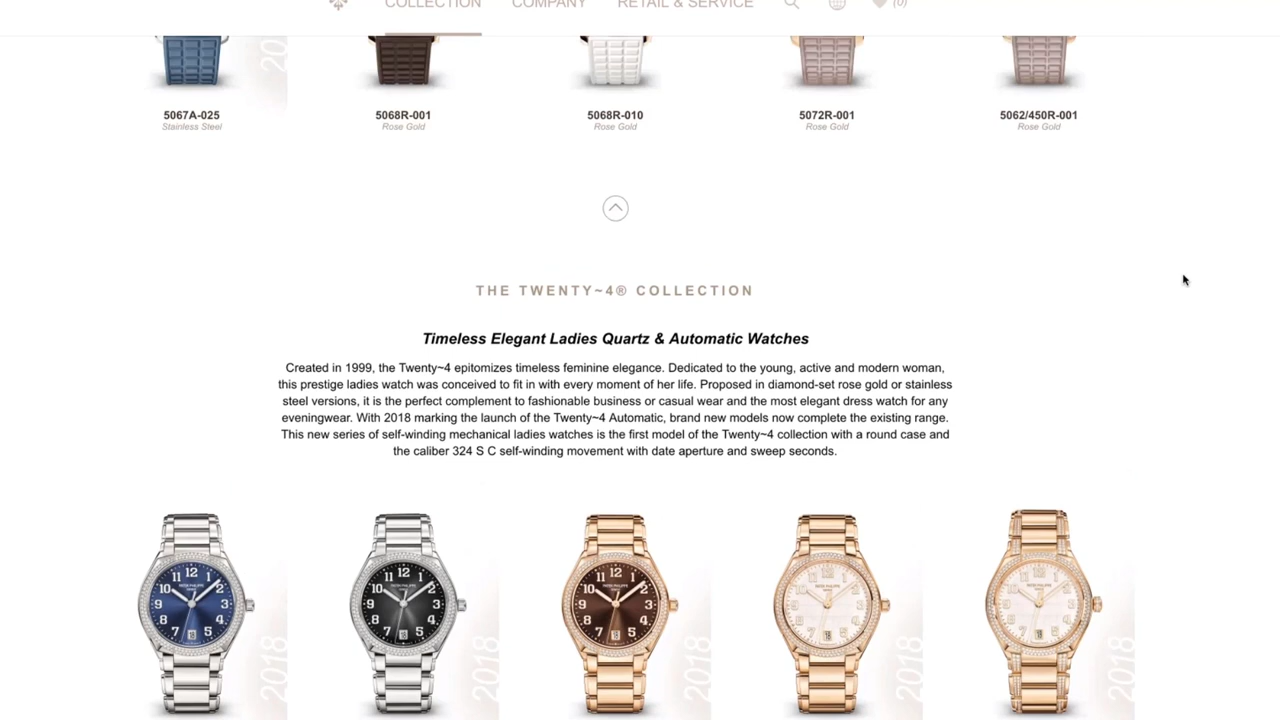 COLLECTION COMPANY RETAIL & SERVICE (0)
5067A-025
Stainless Steel
5068R-001
Rose Gold
5068R-010
Rose Gold
5072R-001
Rose Gold
5062/450R-001
Rose Gold
THE TWENTY~4® COLLECTION
Timeless Elegant Ladies Quartz & Automatic Watches
Created in 1999, the Twenty~4 epitomizes timeless feminine elegance. Dedicated to the young, active and modern woman,
this prestige ladies watch was conceived to fit in with every moment of her life. Proposed in diamond-set rose gold or stainless
steel versions, it is the perfect complement to fashionable business or casual wear and the most elegant dress watch for any
eveningwear. With 2018 marking the launch of the Twenty~4 Automatic, brand new models now complete the existing range.
This new series of self-winding mechanical ladies watches is the first model of the Twenty~4 collection with a round case and
the caliber 324 S C self-winding movement with date aperture and sweep seconds.
2018
2018
2018
2018
2018